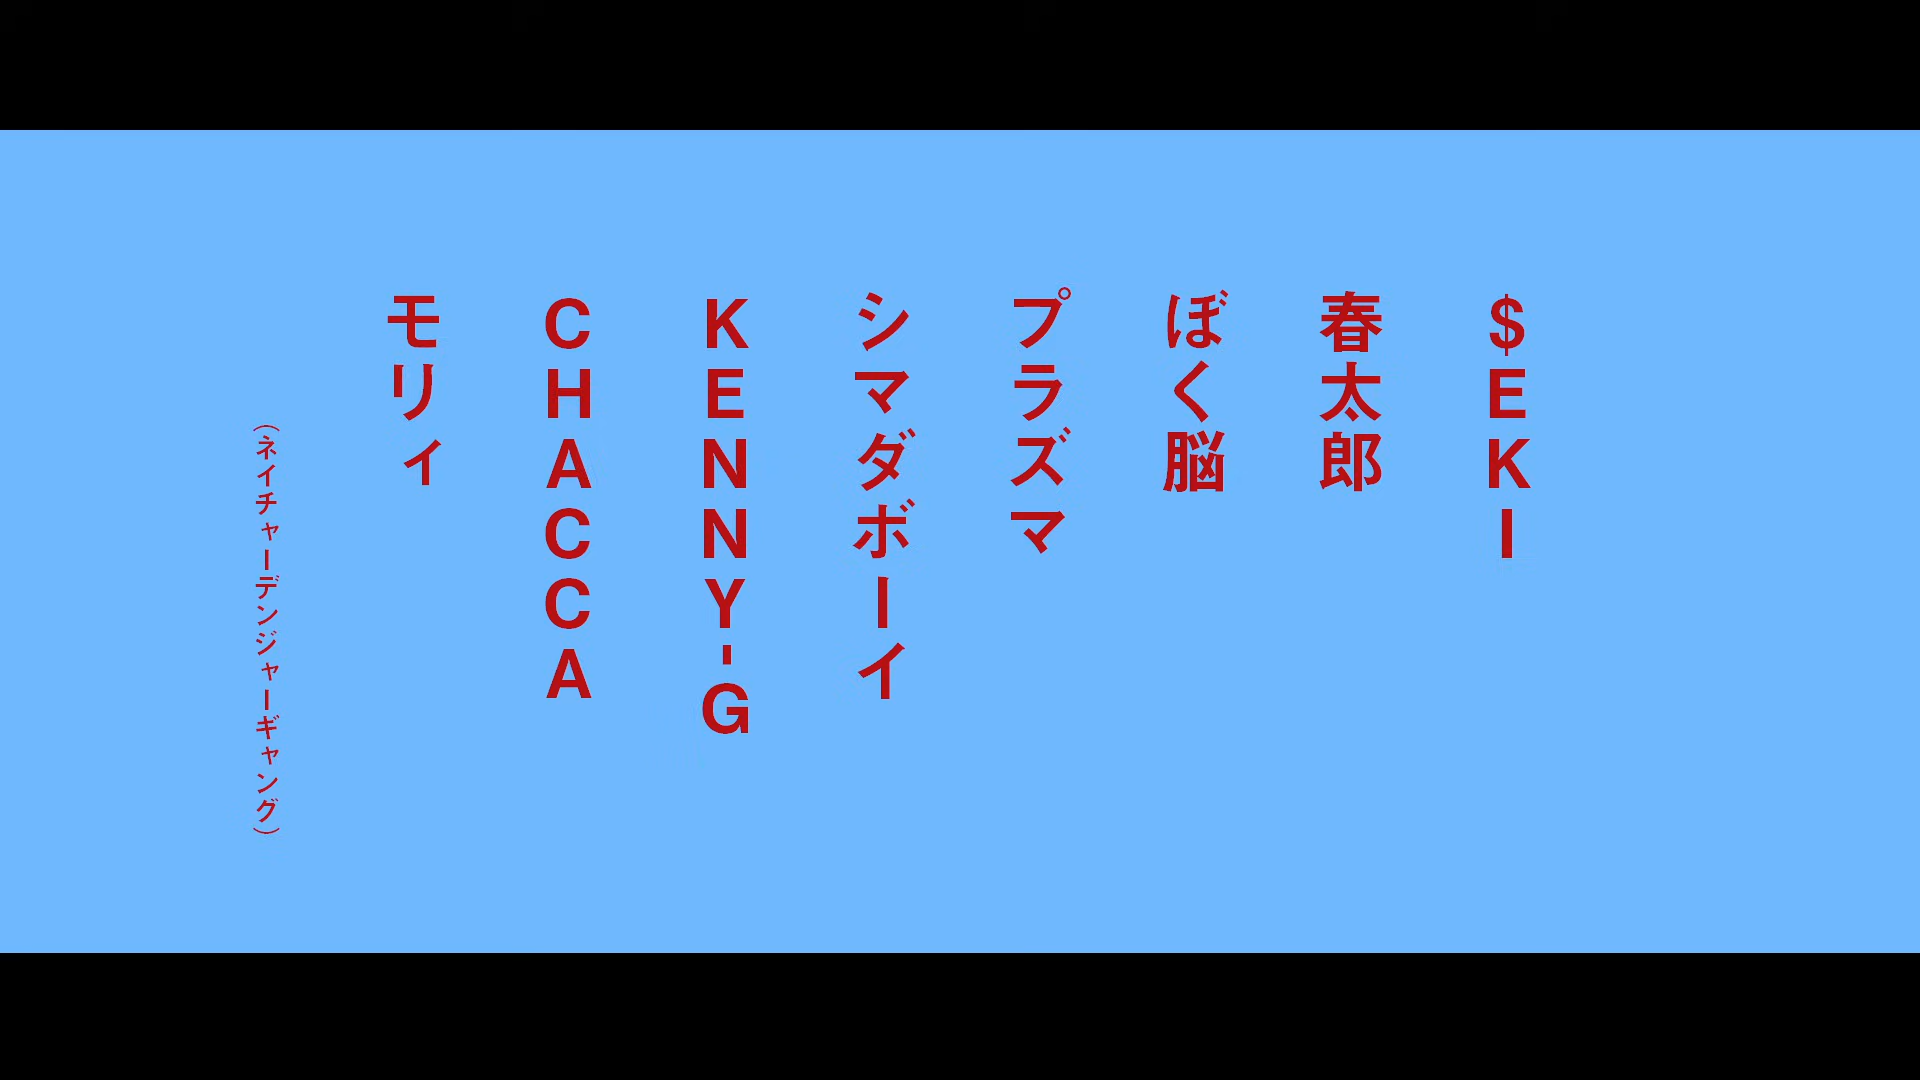 $EKI
春太郎
ぼく脳
プラズマ
シマダボーイ
KENNY-G
CHACCCA
モリィ
（ネイチャーデンジャーギャング）